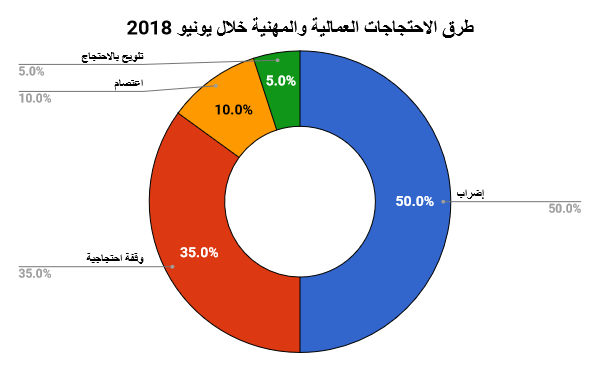 طرق الاحتجاجات العمالية والمهنية خلال يونيو 2018
تلويح بالاحتجاج
5.0%
اعتصام
10.0%
5.0%
10.0%
إضراب
50.0%
50.0%
35.0%
وقفة احتجاجية
35.0%